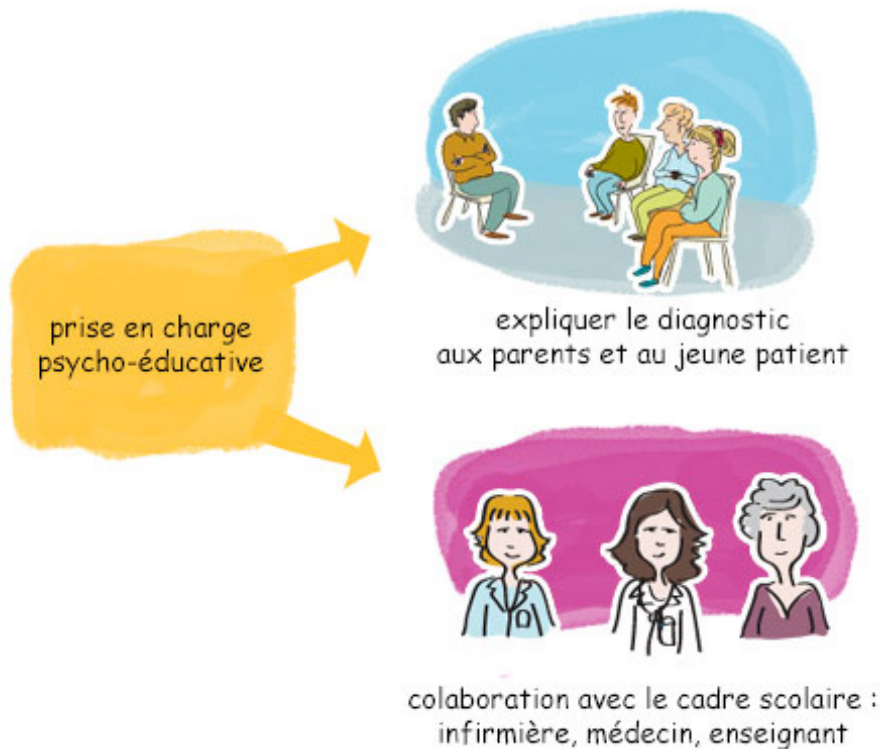 prise en charge
psycho-éducative
expliquer le diagnostic
aux parents et au jeune patient
colaboration avec le cadre scolaire :
infirmière, médecin, enseignant